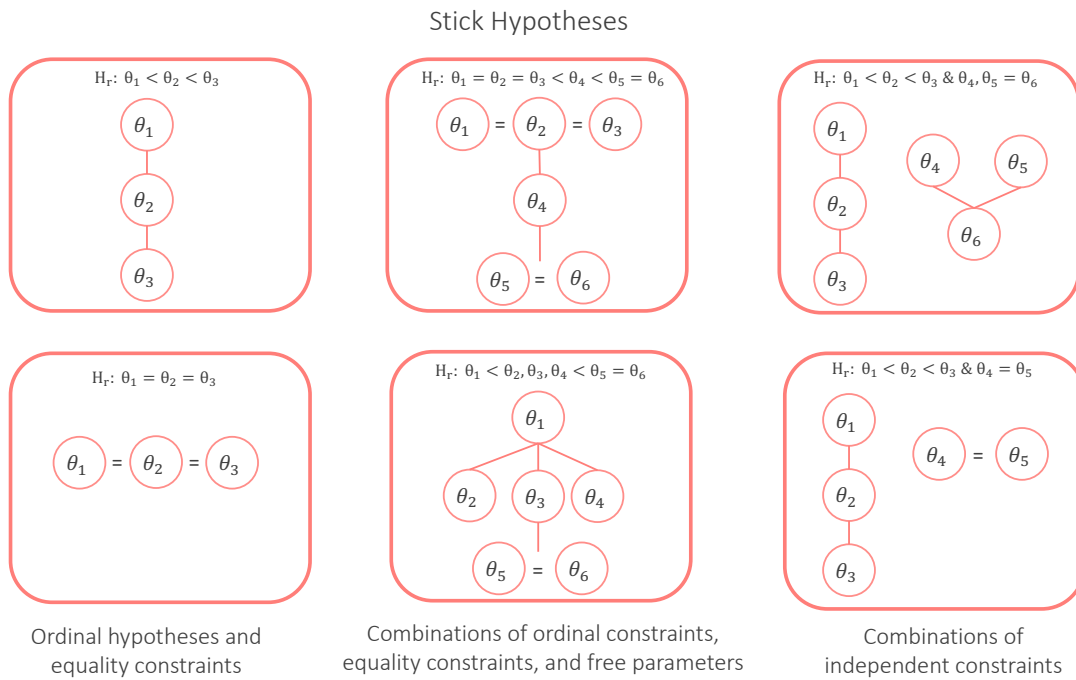 Stick Hypotheses
Hᵣ: θ₁ < θ₂ < θ₃
θ₁
θ₂
θ₃
Hᵣ: θ₁ = θ₂ = θ₃ < θ₄ < θ₅ = θ₆
θ₁ = θ₂ = θ₃
θ₄
θ₅ = θ₆
Hᵣ: θ₁ < θ₂ < θ₃ & θ₄, θ₅ = θ₆
θ₁
θ₄ θ₅
θ₂
θ₆
θ₃
Hᵣ: θ₁ = θ₂ = θ₃
θ₁ = θ₂ = θ₃
Hᵣ: θ₁ < θ₂, θ₃, θ₄ < θ₅ = θ₆
θ₁
θ₂ θ₃ θ₄
θ₅ = θ₆
Hᵣ: θ₁ < θ₂ < θ₃ & θ₄ = θ₅
θ₁
θ₄ = θ₅
θ₂
θ₃
Ordinal hypotheses and
equality constraints
Combinations of ordinal constraints,
equality constraints, and free parameters
Combinations of
independent constraints